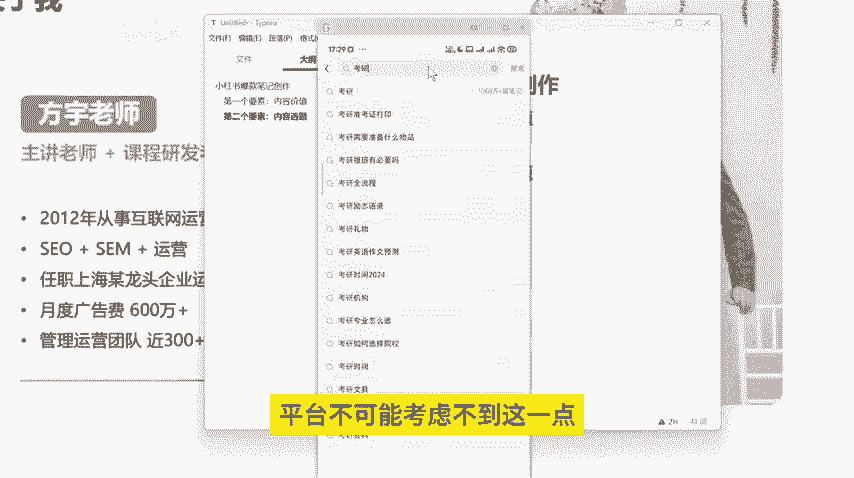 于我
方宇老师
主讲老师 + 课程研发
2012年从事互联网运营
SEO + SEM + 运营
任职上海某龙头企业运
月度广告费 600万+
管理运营团队 近300+
Untitled - Typora
文件(F) 编辑(E) 段落(P) 格式(
文件 大纲
小红书爆款笔记创作
第一个要素：内容价值
第二个要素：内容选题
17:29
考研 搜索
考研
考研准考证打印
考研需要准备什么物品
考研报班有必要吗
考研全流程
考研励志语录
考研礼物
考研英语作文预测
考研时间2024
考研机构
考研专业怎么选
考研如何选择院校
考研时间
考研文具
考研资料
创作
平台不可能考虑不到这一点
ZH